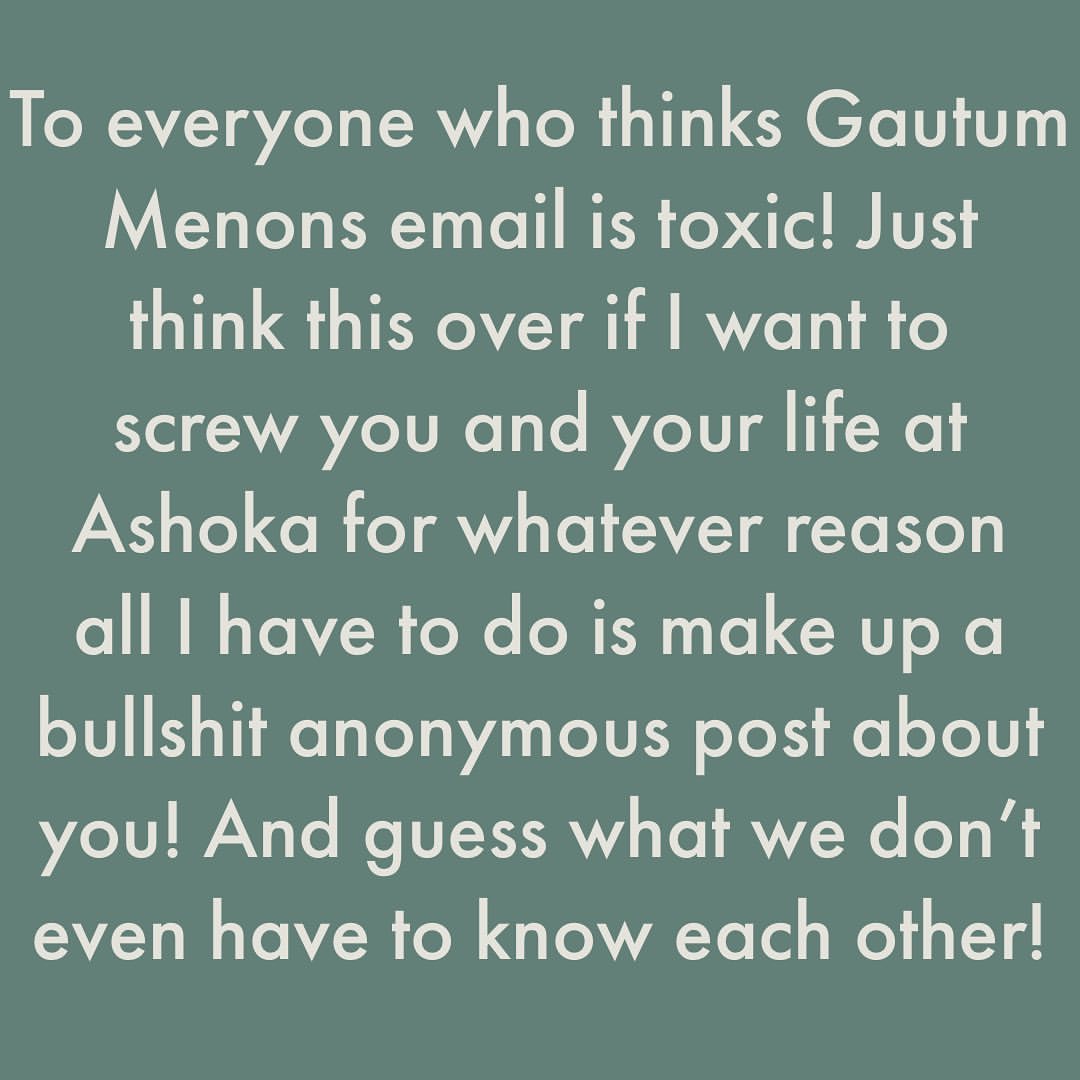 To everyone who thinks Gautum
Menons email is toxic! Just
think this over if I want to
screw you and your life at
Ashoka for whatever reason
all I have to do is make up a
bullshit anonymous post about
you! And guess what we don’t
even have to know each other!